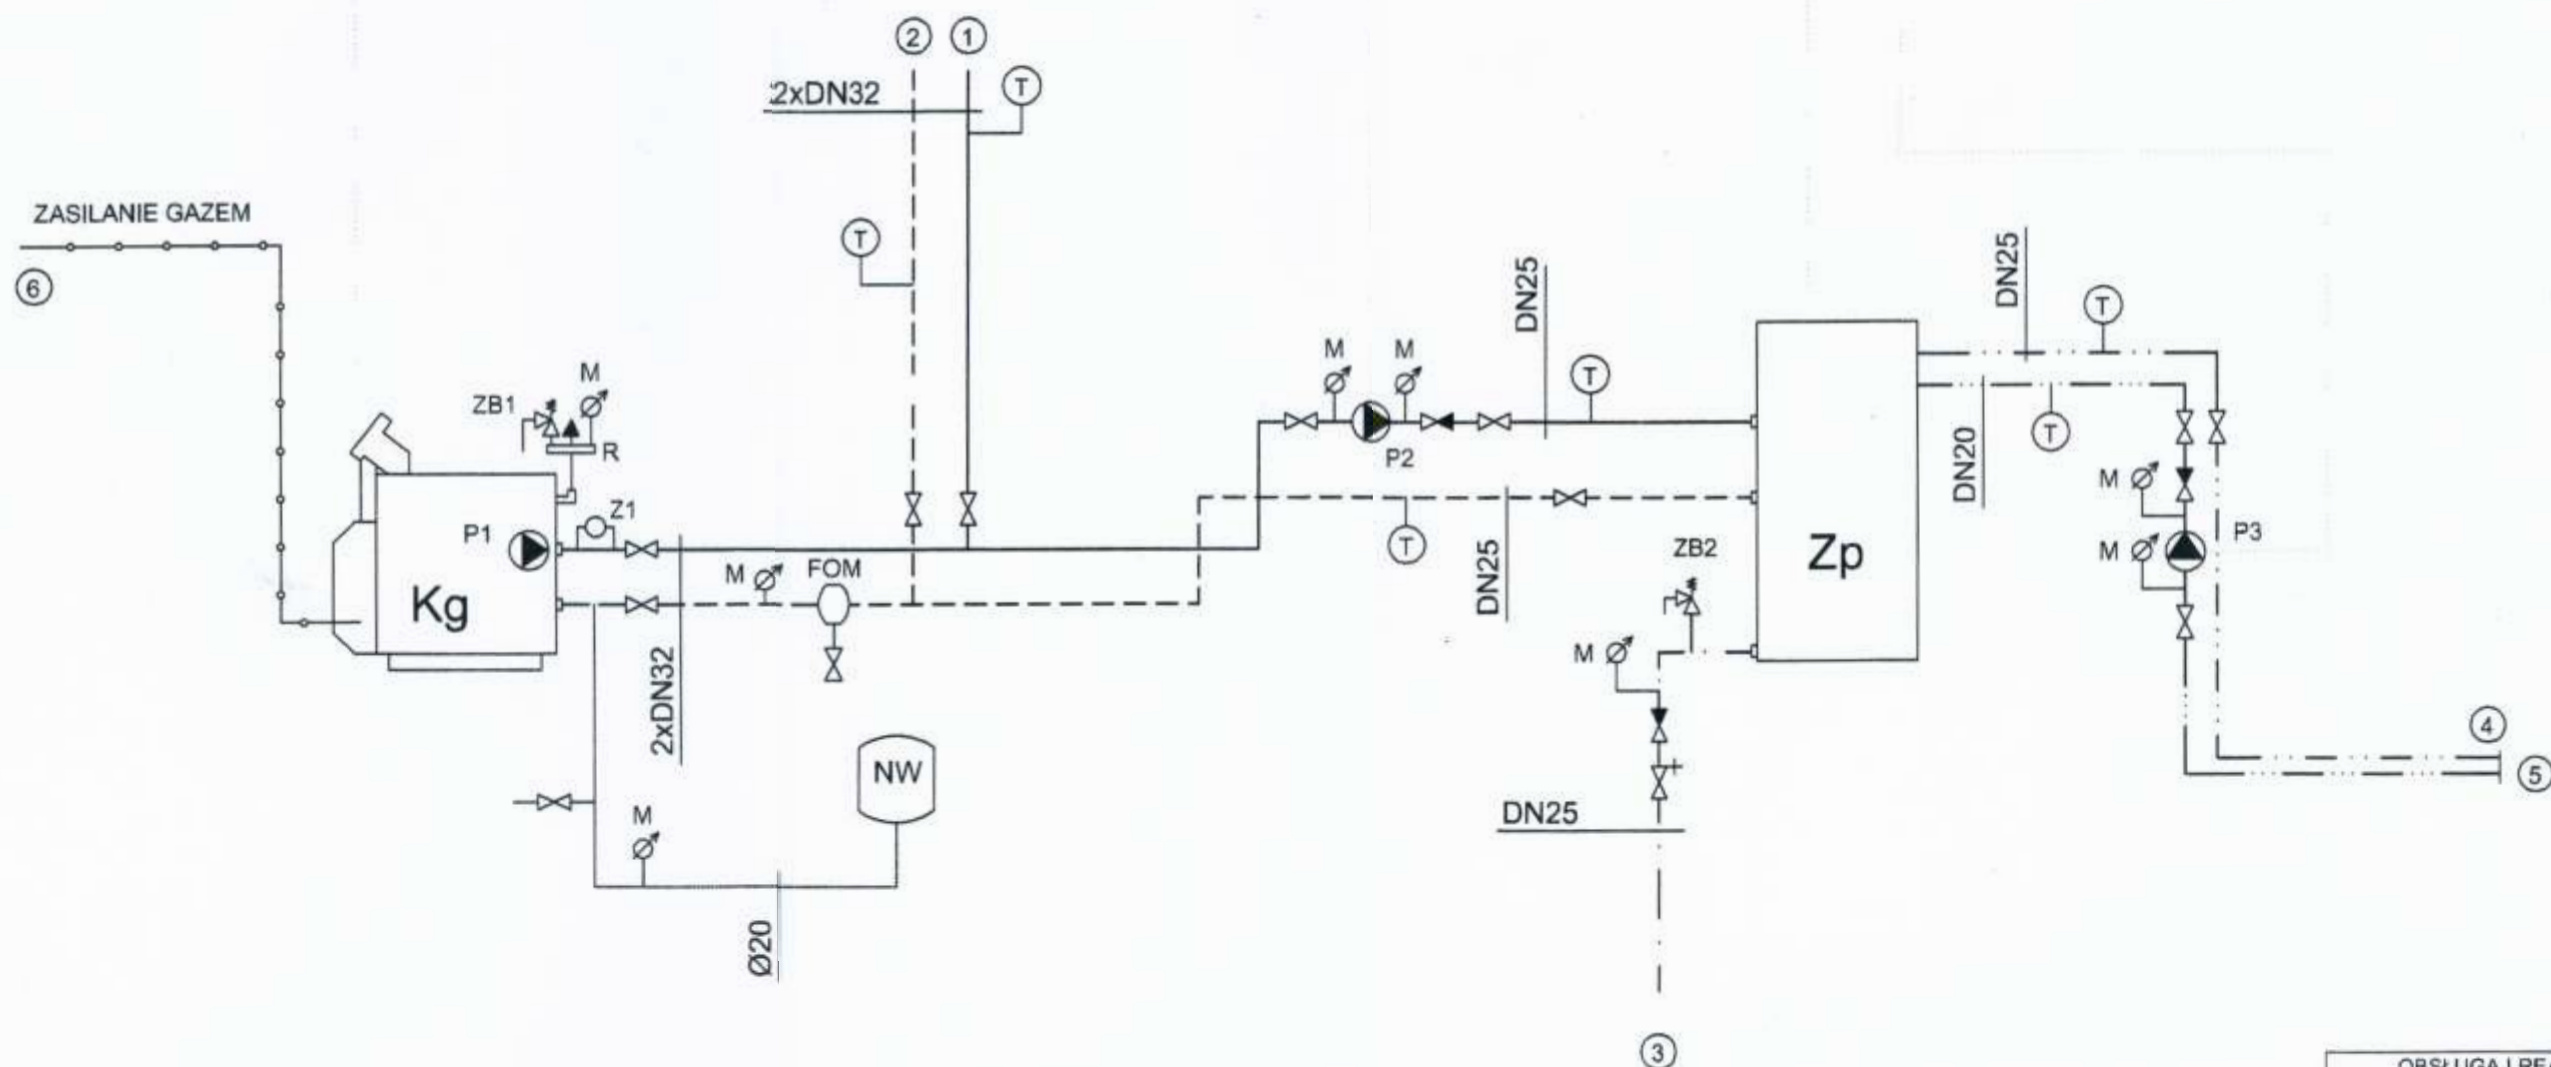 2 1
2xDN32
T
ZASILANIE GAZEM
T
6
DN25
DN25
T
M M
T
M
ZB1
R
P2
T
DN20
M
Z1
P1
P3
T
ZB2
DN25
M
M FOM
Zp
Kg
M
2xDN32
4
NW
5
M
DN25
Ø20
3